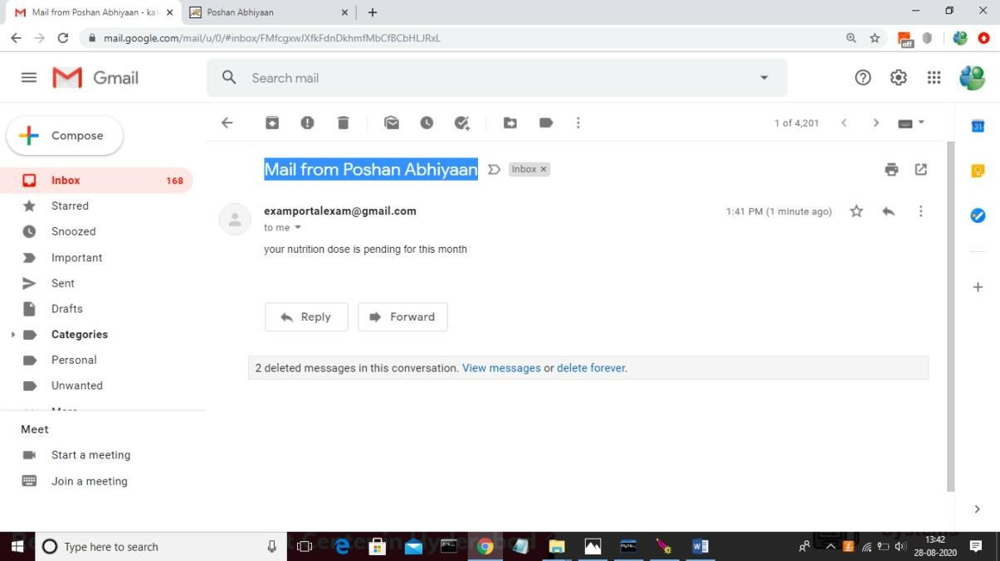 Mail from Poshan Abhiyaan - kal
Poshan Abhiyaan
mail.google.com/mail/u/0/#inbox/FMfcgxwJXfkFdnDkhmfMbCfBCbHLJRxL
off
Gmail
Search mail
Compose
1 of 4,201
31
Mail from Poshan Abhiyaan
Inbox
Inbox
168
Starred
examportalexam@gmail.com
1:41 PM (1 minute ago)
to me
Snoozed
your nutrition dose is pending for this month
Important
Sent
Drafts
Reply
Forward
Categories
Personal
2 deleted messages in this conversation. View messages or delete forever.
Unwanted
More
Meet
Start a meeting
Join a meeting
Type here to search
13:42
28-08-2020